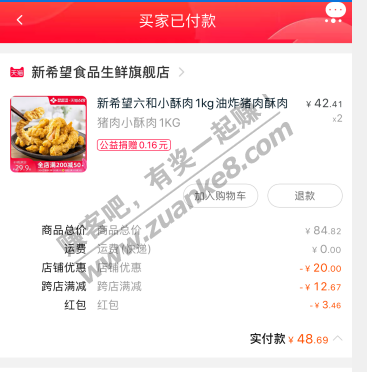 买家已付款
新希望食品生鲜旗舰店
新希望六和小酥肉1kg油炸猪肉酥肉
¥ 42.41
猪肉小酥肉1KG
x2
公益捐赠0.16元
全店满200减50
加入购物车
退款
商品总价 商品总价 ¥ 84.82
运费 运费(快递) ¥ 0.00
店铺优惠 店铺优惠 - ¥ 20.00
跨店满减 跨店满减 - ¥ 12.67
红包 红包 - ¥ 3.46
实付款 ¥ 48.69
赚客吧，有奖一起赚！
www.zuanke8.com